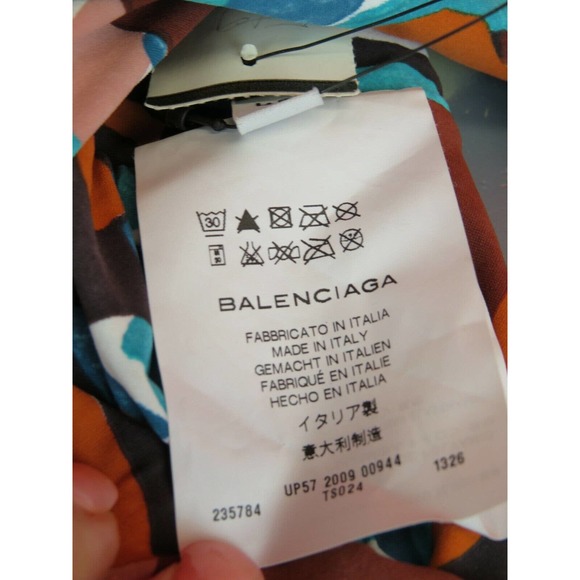 30
BALENCIAGA
FABBRICATO IN ITALIA
MADE IN ITALY
GEMACHT IN ITALIEN
FABRIQUÉ EN ITALIE
HECHO EN ITALIA
イタリア製
意大利制造
235784 UP57 2009 00944 1326
TS024